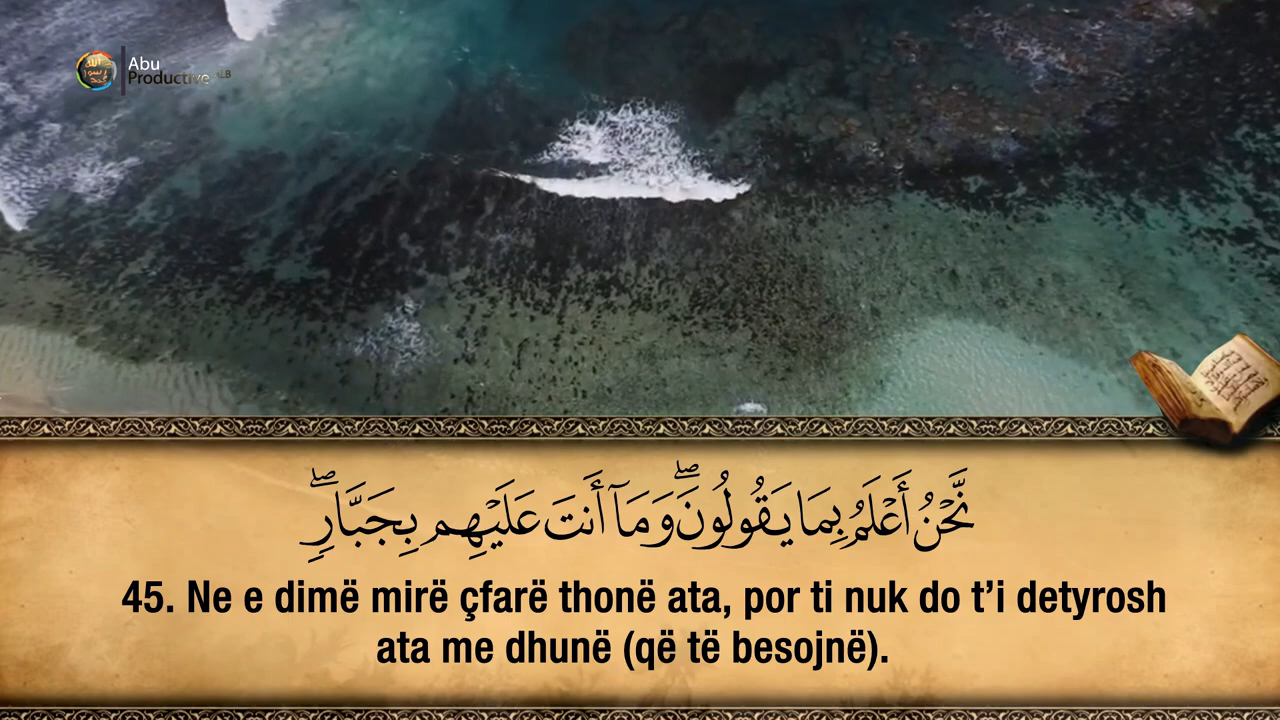 Abu
Productive ALB
نَّحْنُ أَعْلَمُ بِمَا يَقُولُونَ ۖ وَمَآ أَنتَ عَلَيْهِم بِجَبَّارٍ ۖ
45. Ne e dimë mirë çfarë thonë ata, por ti nuk do t’i detyrosh
ata me dhunë (që të besojnë).